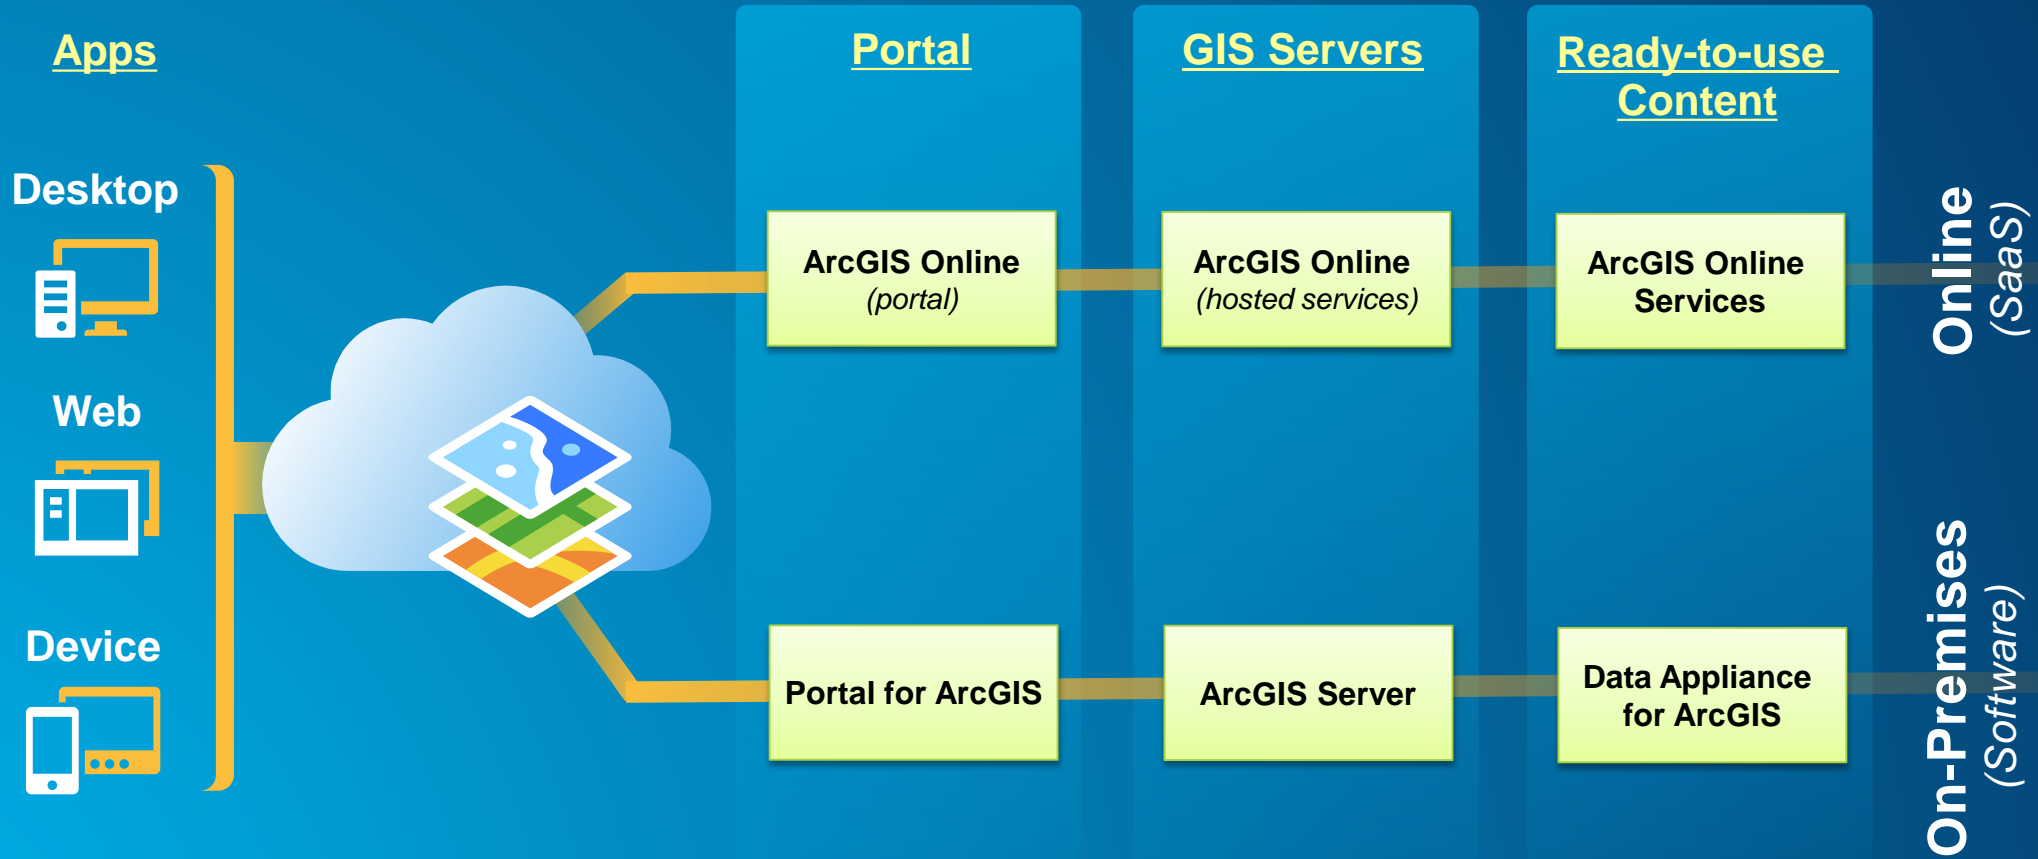 Apps
Portal
GIS Servers
Ready-to-use
Content
Desktop
Web
Device
ArcGIS Online
(portal)
ArcGIS Online
(hosted services)
ArcGIS Online
Services
Online
(SaaS)
Portal for ArcGIS
ArcGIS Server
Data Appliance
for ArcGIS
On-Premises
(Software)